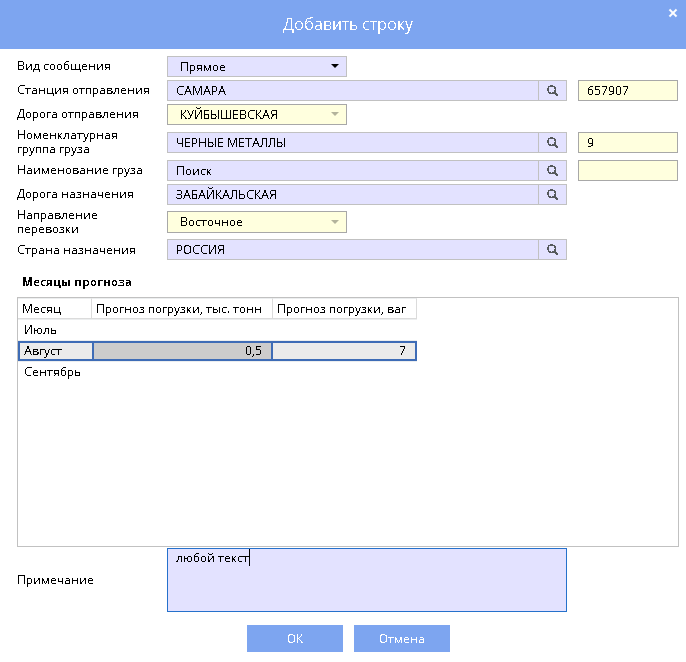 Добавить строку
Вид сообщения Прямое
Станция отправления САМАРА 657907
Дорога отправления КУЙБЫШЕВСКАЯ
Номенклатурная
группа груза ЧЕРНЫЕ МЕТАЛЛЫ 9
Наименование груза Поиск
Дорога назначения ЗАБАЙКАЛЬСКАЯ
Направление
перевозки Восточное
Страна назначения РОССИЯ
Месяцы прогноза
Месяц Прогноз погрузки, тыс. тонн Прогноз погрузки, ваг
Июль
Август 0,5 7
Сентябрь
Примечание любой текст
ОК Отмена